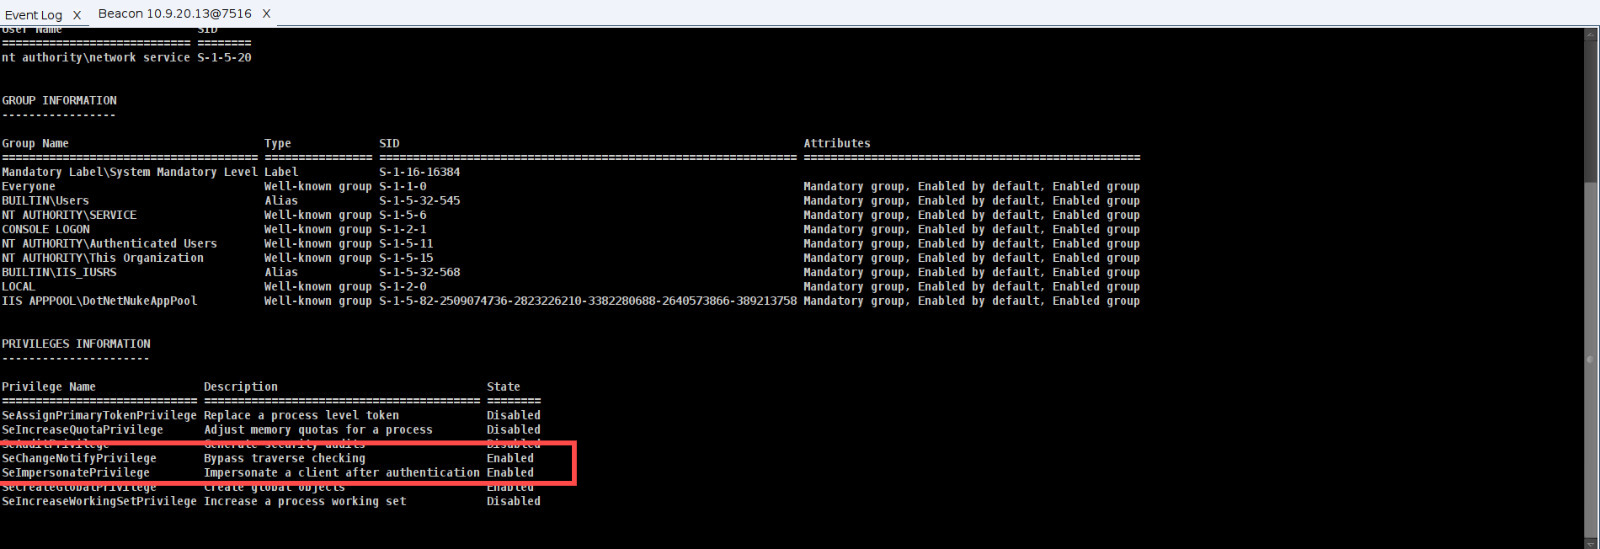 Event Log X Beacon 10.9.20.13@7516 X
User Name SID
============================ ========
nt authority\network service S-1-5-20
GROUP INFORMATION
-----------------
Group Name Type SID Attributes
====================================== ================ ============================================================== ==================================================
Mandatory Label\System Mandatory Level Label S-1-16-16384
Everyone Well-known group S-1-1-0 Mandatory group, Enabled by default, Enabled group
BUILTIN\Users Alias S-1-5-32-545 Mandatory group, Enabled by default, Enabled group
NT AUTHORITY\SERVICE Well-known group S-1-5-6 Mandatory group, Enabled by default, Enabled group
CONSOLE LOGON Well-known group S-1-2-1 Mandatory group, Enabled by default, Enabled group
NT AUTHORITY\Authenticated Users Well-known group S-1-5-11 Mandatory group, Enabled by default, Enabled group
NT AUTHORITY\This Organization Well-known group S-1-5-15 Mandatory group, Enabled by default, Enabled group
BUILTIN\IIS_IUSRS Alias S-1-5-32-568 Mandatory group, Enabled by default, Enabled group
LOCAL Well-known group S-1-2-0 Mandatory group, Enabled by default, Enabled group
IIS APPPOOL\DotNetNukeAppPool Well-known group S-1-5-82-2509074736-2823226210-3382280688-2640573866-389213758 Mandatory group, Enabled by default, Enabled group
PRIVILEGES INFORMATION
----------------------
Privilege Name Description State
============================= ========================================= ========
SeAssignPrimaryTokenPrivilege Replace a process level token Disabled
SeIncreaseQuotaPrivilege Adjust memory quotas for a process Disabled
SeAuditPrivilege Generate security audits Disabled
SeChangeNotifyPrivilege Bypass traverse checking Enabled
SeImpersonatePrivilege Impersonate a client after authentication Enabled
SeCreateGlobalPrivilege Create global objects Enabled
SeIncreaseWorkingSetPrivilege Increase a process working set Disabled